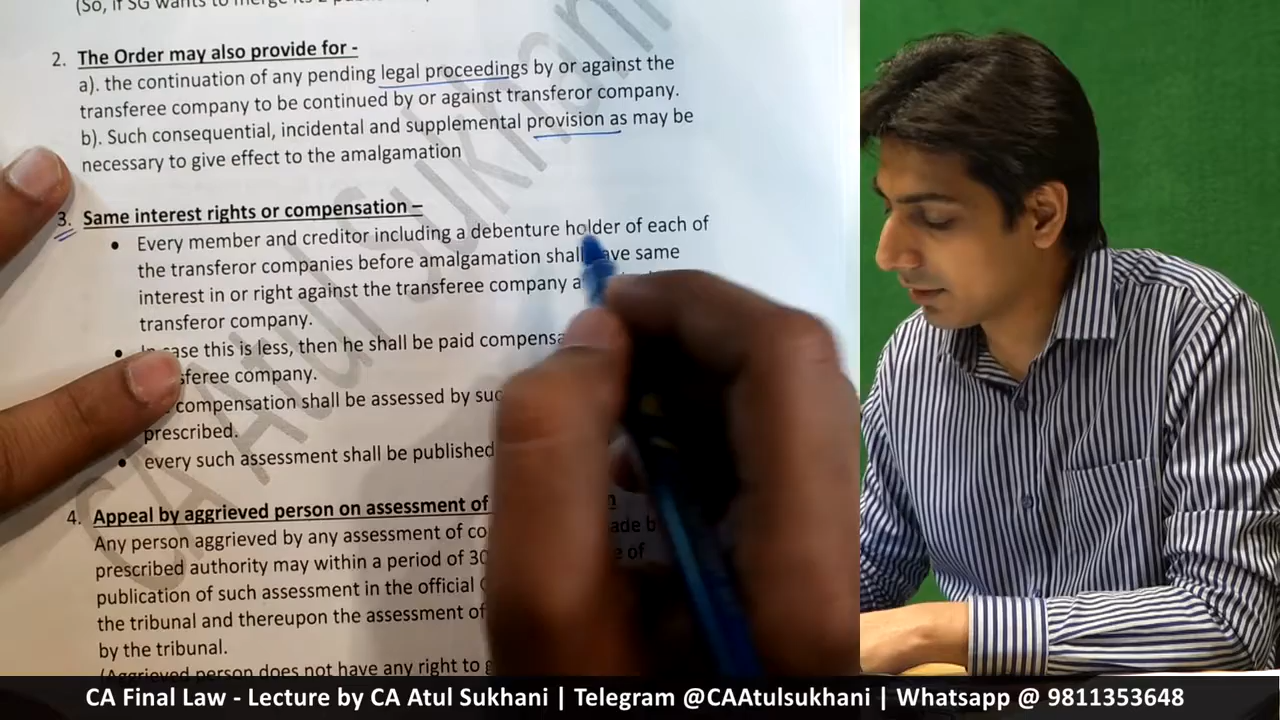 (So, if SG wants to merge its 2
2. The Order may also provide for -
a). the continuation of any pending legal proceedings by or against the
transferee company to be continued by or against transferor company.
b). Such consequential, incidental and supplemental provision as may be
necessary to give effect to the amalgamation
3. Same interest rights or compensation –
• Every member and creditor including a debenture holder of each of
the transferor companies before amalgamation shall have same
interest in or right against the transferee company
transferor company.
• In case this is less, then he shall be paid
sferee company.
compensation shall be assessed by
prescribed.
• every such assessment shall be published
4. Appeal by aggrieved person on assessment of
Any person aggrieved by any assessment of
prescribed authority may within a period of 30 of
publication of such assessment in the official
the tribunal and thereupon the assessment of
by the tribunal.
(Aggrieved person does not have any right to
CA Atul Sukhani
CA Final Law - Lecture by CA Atul Sukhani | Telegram @CAAtulsukhani | Whatsapp @ 9811353648